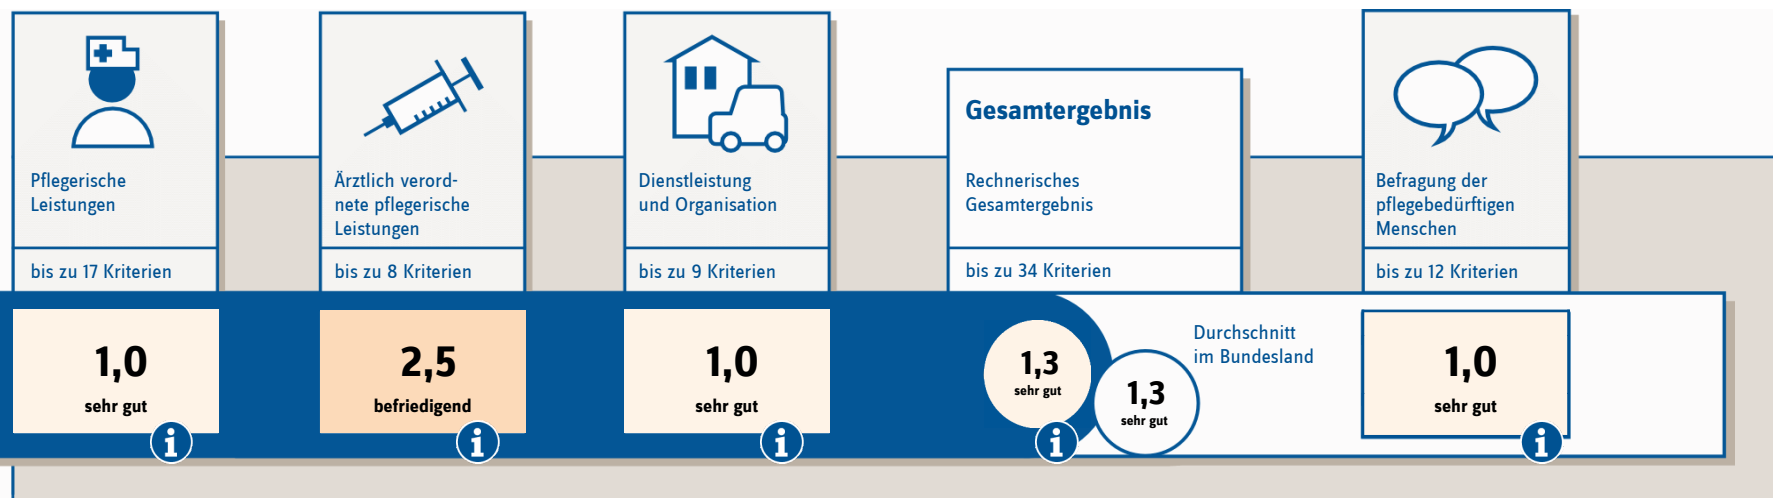 Pflegerische
Leistungen
bis zu 17 Kriterien
1,0
sehr gut
Ärztlich verord-
nete pflegerische
Leistungen
bis zu 8 Kriterien
2,5
befriedigend
Dienstleistung
und Organisation
bis zu 9 Kriterien
1,0
sehr gut
Gesamtergebnis
Rechnerisches
Gesamtergebnis
bis zu 34 Kriterien
1,3
sehr gut
1,3
sehr gut
Durchschnitt
im Bundesland
Befragung der
pflegebedürftigen
Menschen
bis zu 12 Kriterien
1,0
sehr gut